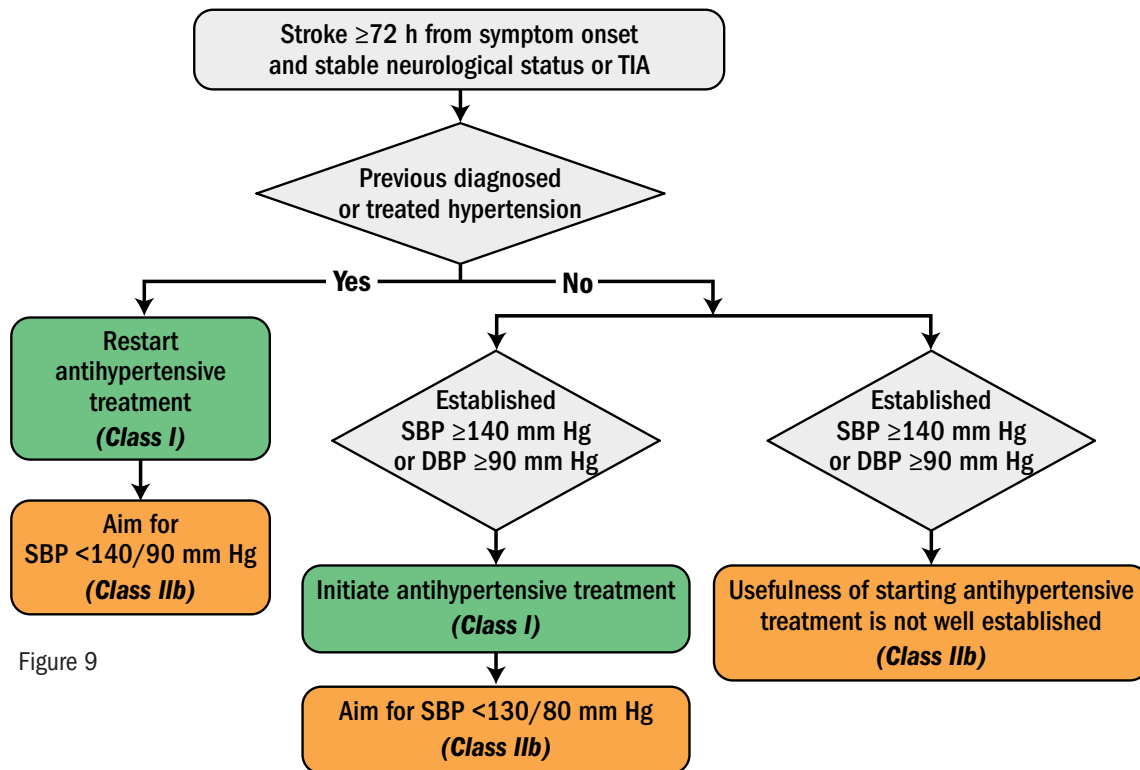 Stroke ≥72 h from symptom onset
and stable neurological status or TIA
Previous diagnosed
or treated hypertension
Yes
No
Restart
antihypertensive
treatment
(Class I)
Aim for
SBP <140/90 mm Hg
(Class IIb)
Established
SBP ≥140 mm Hg
or DBP ≥90 mm Hg
Initiate antihypertensive treatment
(Class I)
Aim for SBP <130/80 mm Hg
(Class IIb)
Established
SBP ≥140 mm Hg
or DBP ≥90 mm Hg
Usefulness of starting antihypertensive
treatment is not well established
(Class IIb)
Figure 9